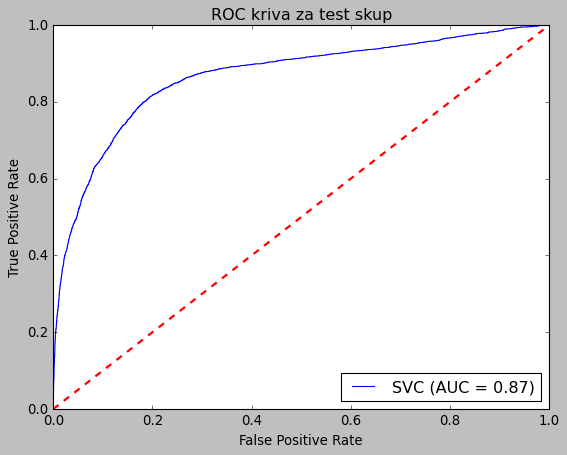 ROC kriva za test skup
1.0
0.8
0.6
0.4
0.2
0.0
True Positive Rate
SVC (AUC = 0.87)
0.0 0.2 0.4 0.6 0.8 1.0
False Positive Rate